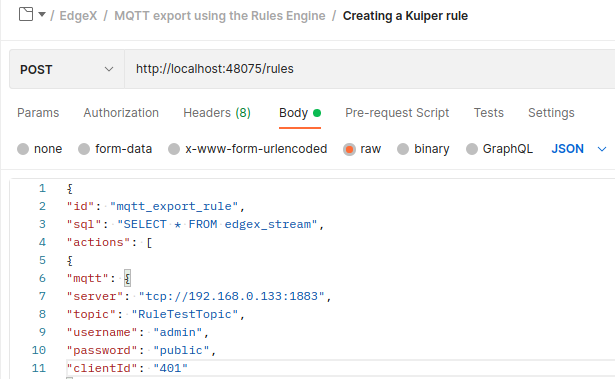 / EdgeX / MQTT export using the Rules Engine / Creating a Kuiper rule
POST http://localhost:48075/rules
Params Authorization Headers (8) Body Pre-request Script Tests Settings
none form-data x-www-form-urlencoded raw binary GraphQL JSON
1 {
2 "id": "mqtt_export_rule",
3 "sql": "SELECT * FROM edgex_stream",
4 "actions": [
5 {
6 "mqtt": {
7 "server": "tcp://192.168.0.133:1883",
8 "topic": "RuleTestTopic",
9 "username": "admin",
10 "password": "public",
11 "clientId": "401"